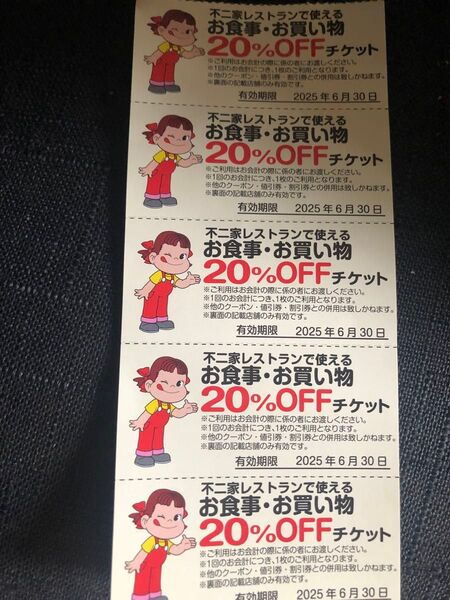 不二家レストランで使える
お食事・お買い物
20%OFFチケット
※ご利用はお会計の際に係の者にお渡しください。
※1回のお会計につき、1枚のご利用となります。
※他のクーポン・値引券・割引券との併用は致しかねます。
※裏面の記載店舗のみ有効です。
有効期限 2025年6月30日
不二家レストランで使える
お食事・お買い物
20%OFFチケット
※ご利用はお会計の際に係の者にお渡しください。
※1回のお会計につき、1枚のご利用となります。
※他のクーポン・値引券・割引券との併用は致しかねます。
※裏面の記載店舗のみ有効です。
有効期限 2025年6月30日
不二家レストランで使える
お食事・お買い物
20%OFFチケット
※ご利用はお会計の際に係の者にお渡しください。
※1回のお会計につき、1枚のご利用となります。
※他のクーポン・値引券・割引券との併用は致しかねます。
※裏面の記載店舗のみ有効です。
有効期限 2025年6月30日
不二家レストランで使える
お食事・お買い物
20%OFFチケット
※ご利用はお会計の際に係の者にお渡しください。
※1回のお会計につき、1枚のご利用となります。
※他のクーポン・値引券・割引券との併用は致しかねます。
※裏面の記載店舗のみ有効です。
有効期限 2025年6月30日
不二家レストランで使える
お食事・お買い物
20%OFFチケット
※ご利用はお会計の際に係の者にお渡しください。
※1回のお会計につき、1枚のご利用となります。
※他のクーポン・値引券・割引券との併用は致しかねます。
※裏面の記載店舗のみ有効です。
有効期限 2025年6月30日